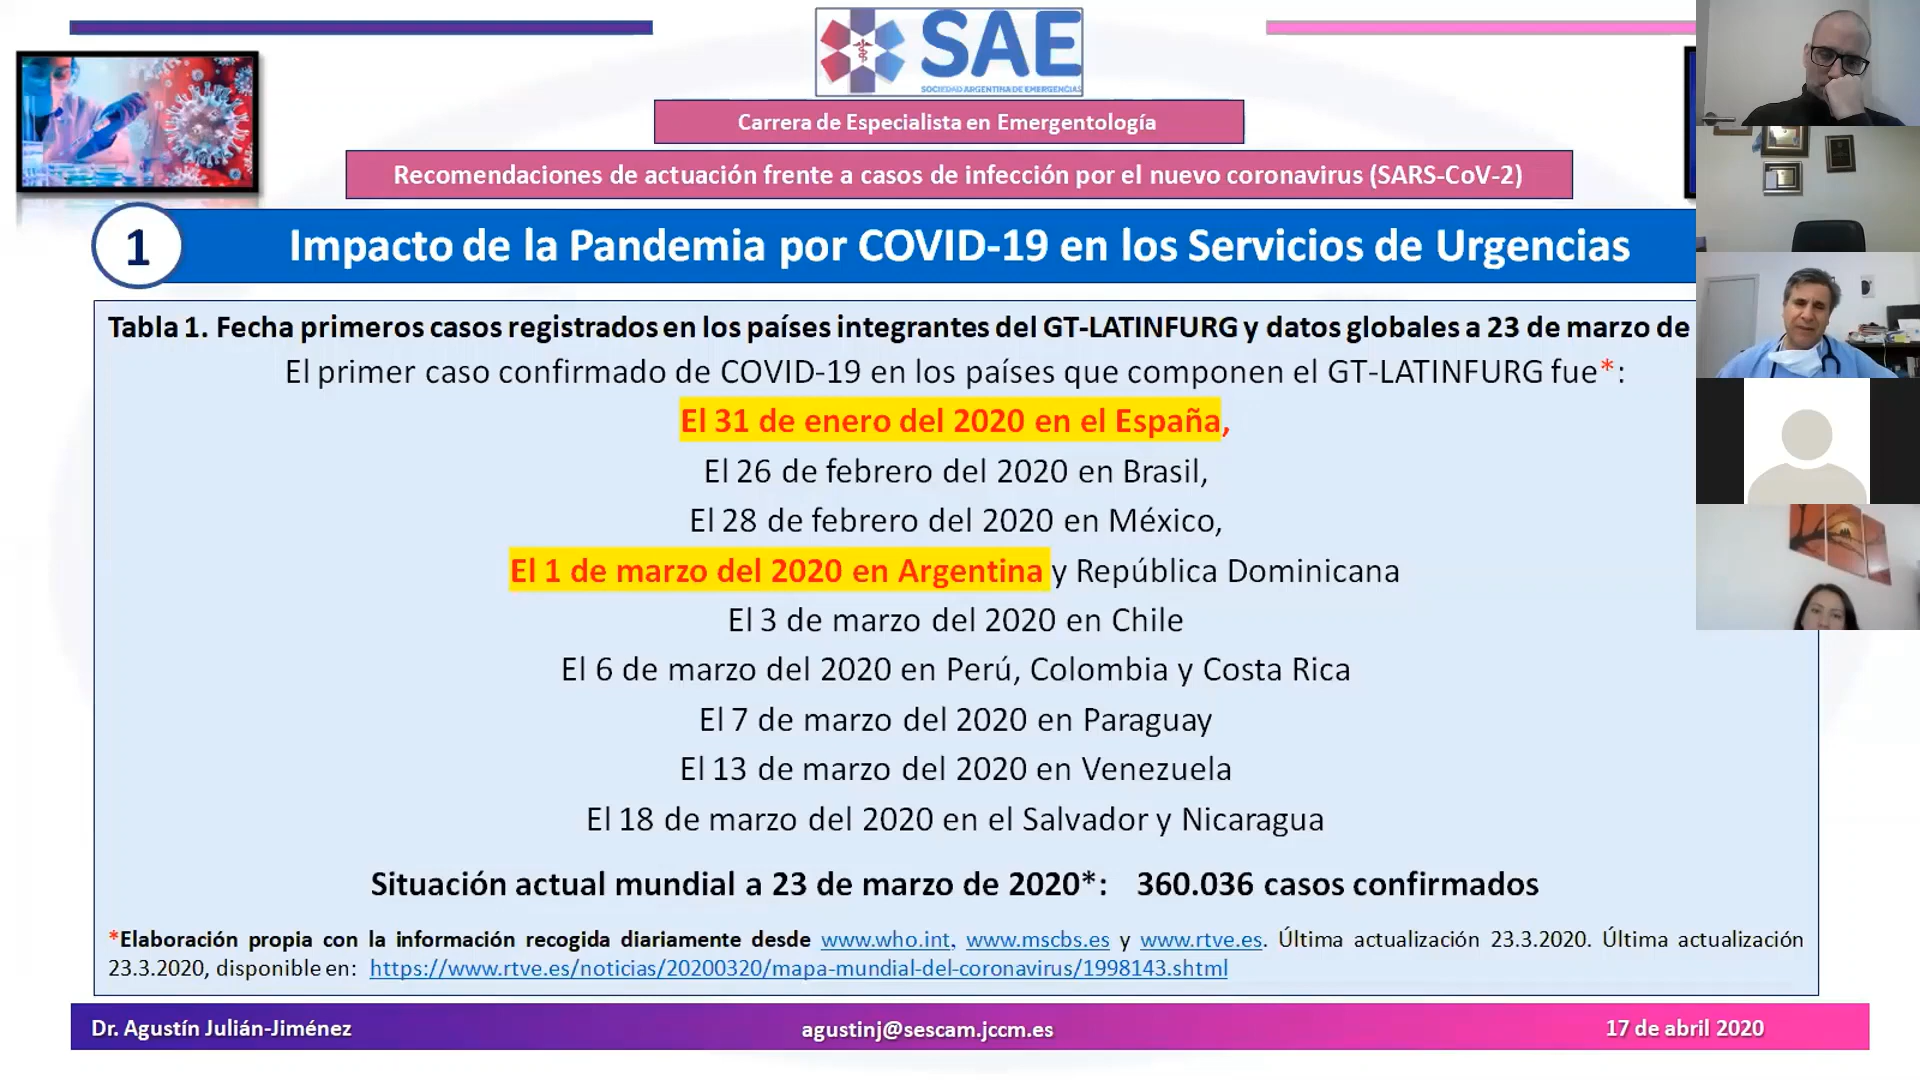 SAE
SOCIEDAD ARGENTINA DE EMERGENCIAS
Carrera de Especialista en Emergentología
Recomendaciones de actuación frente a casos de infección por el nuevo coronavirus (SARS-CoV-2)
1
Impacto de la Pandemia por COVID-19 en los Servicios de Urgencias
Tabla 1. Fecha primeros casos registrados en los países integrantes del GT-LATINFURG y datos globales a 23 de marzo de
El primer caso confirmado de COVID-19 en los países que componen el GT-LATINFURG fue*:
El 31 de enero del 2020 en el España,
El 26 de febrero del 2020 en Brasil,
El 28 de febrero del 2020 en México,
El 1 de marzo del 2020 en Argentina y República Dominicana
El 3 de marzo del 2020 en Chile
El 6 de marzo del 2020 en Perú, Colombia y Costa Rica
El 7 de marzo del 2020 en Paraguay
El 13 de marzo del 2020 en Venezuela
El 18 de marzo del 2020 en el Salvador y Nicaragua
Situación actual mundial a 23 de marzo de 2020*: 360.036 casos confirmados
*Elaboración propia con la información recogida diariamente desde www.who.int, www.mscbs.es y www.rtve.es. Última actualización 23.3.2020. Última actualización
23.3.2020, disponible en: https://www.rtve.es/noticias/20200320/mapa-mundial-del-coronavirus/1998143.shtml
Dr. Agustín Julián-Jiménez
agustinj@sescam.jccm.es
17 de abril 2020